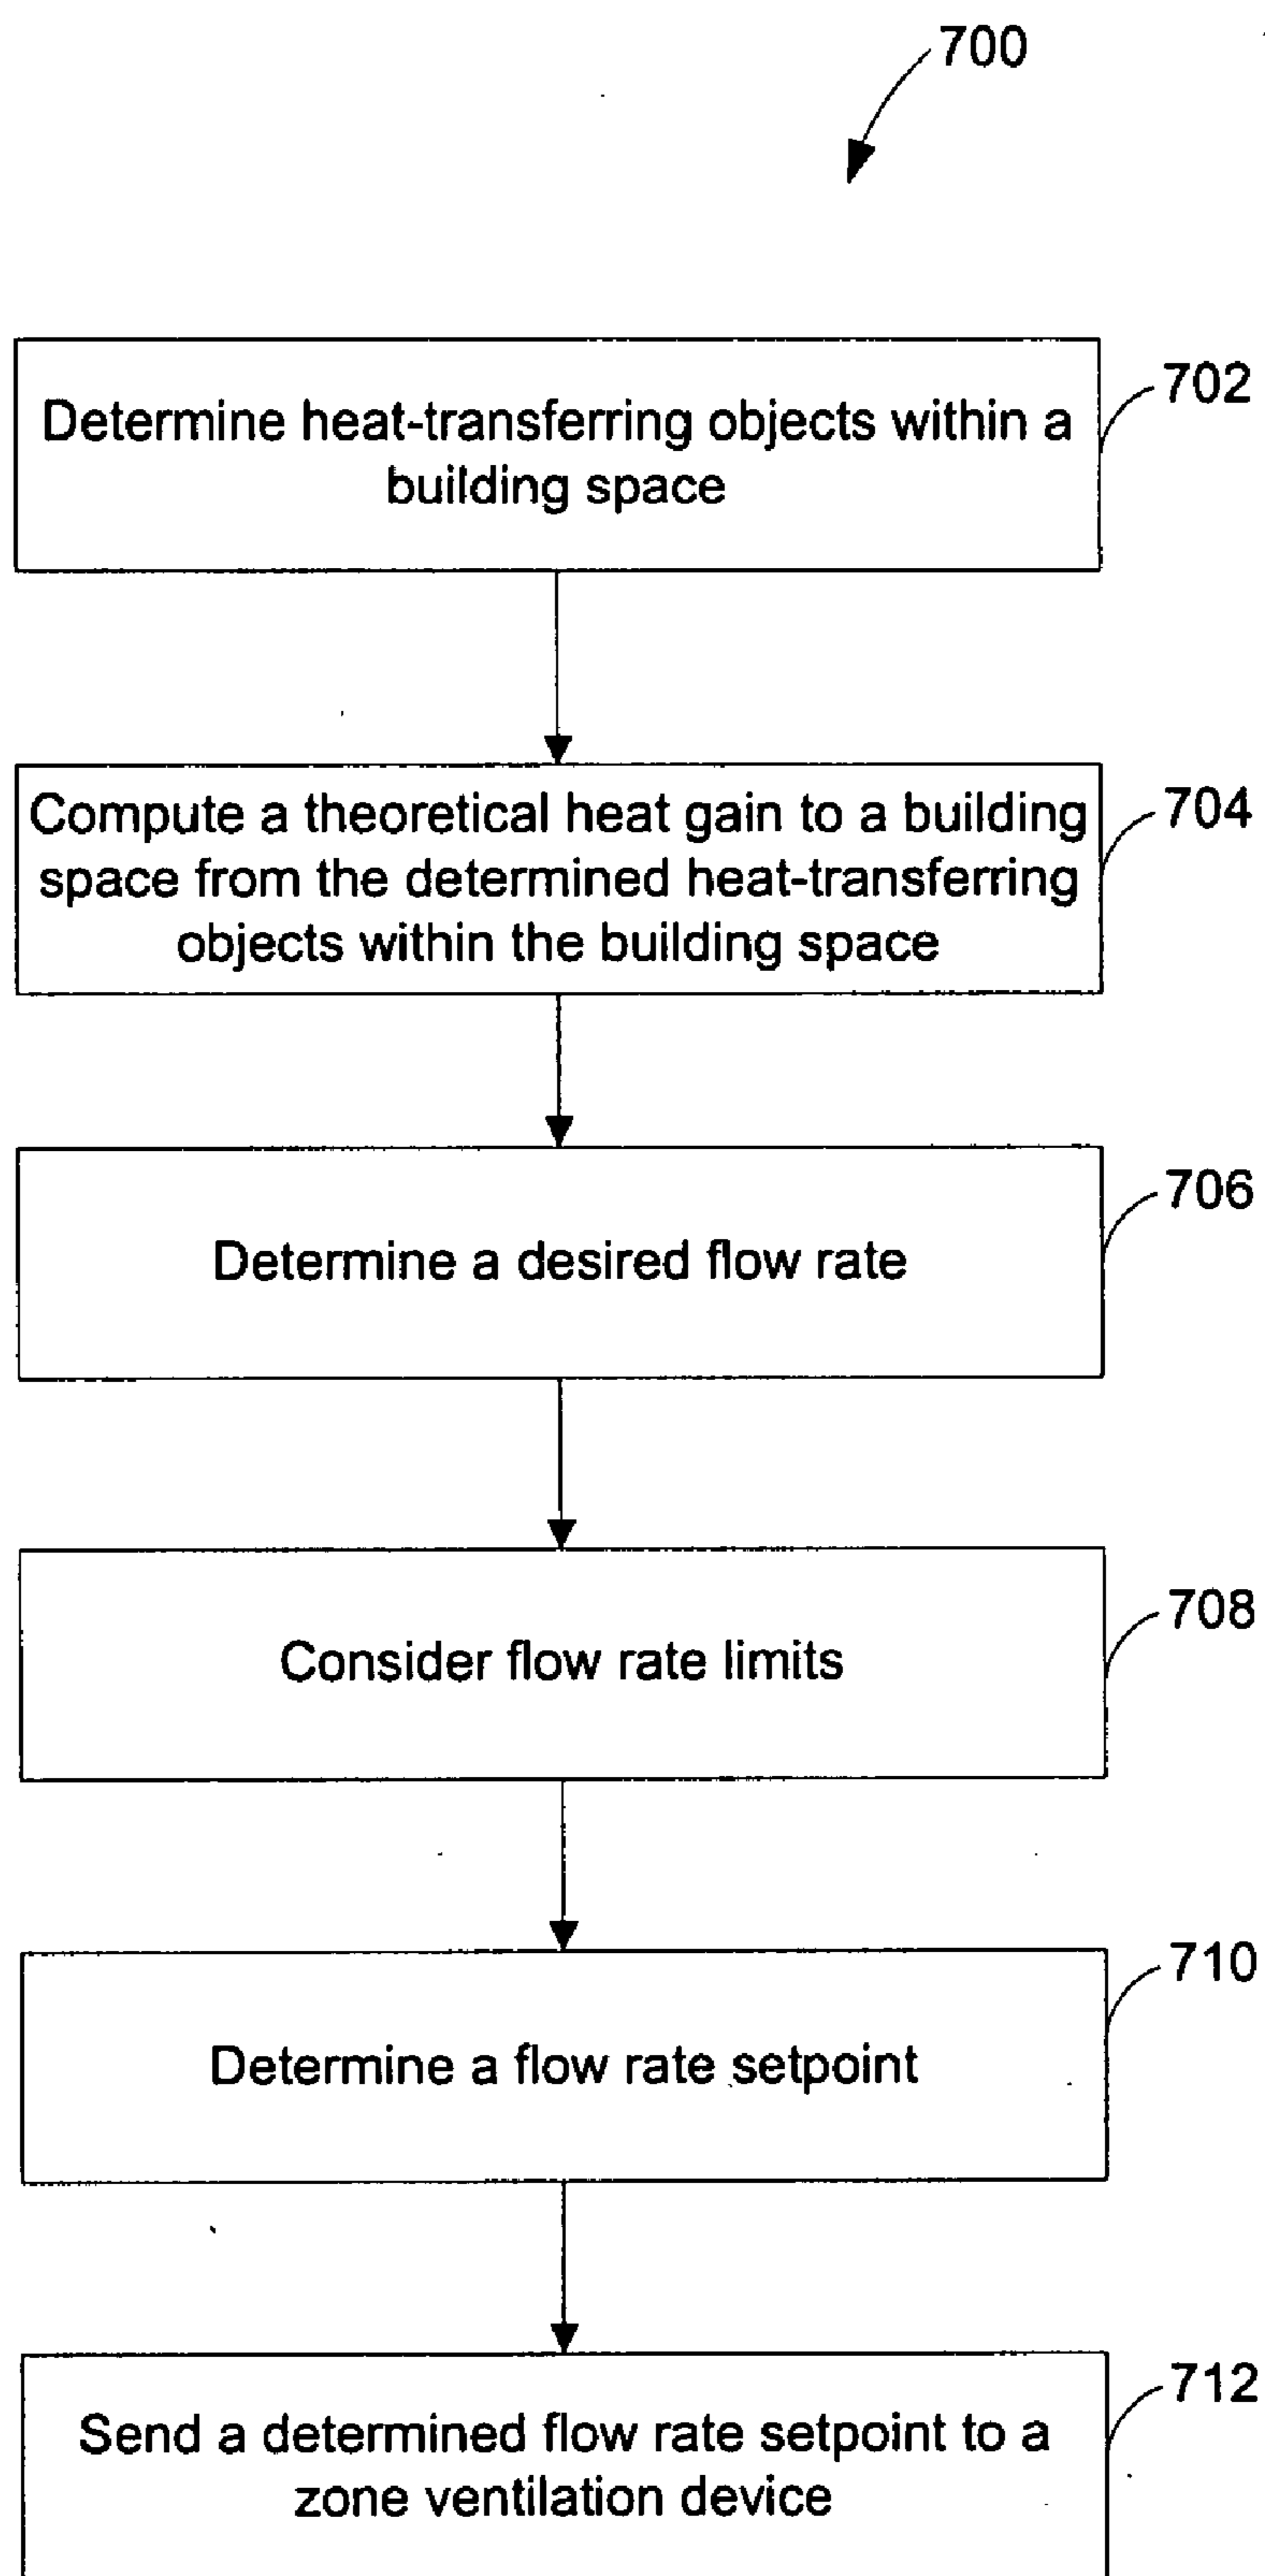 700
Determine heat-transferring objects within a
building space
702
Compute a theoretical heat gain to a building
space from the determined heat-transferring
objects within the building space
704
Determine a desired flow rate
706
Consider flow rate limits
708
Determine a flow rate setpoint
710
Send a determined flow rate setpoint to a
zone ventilation device
712